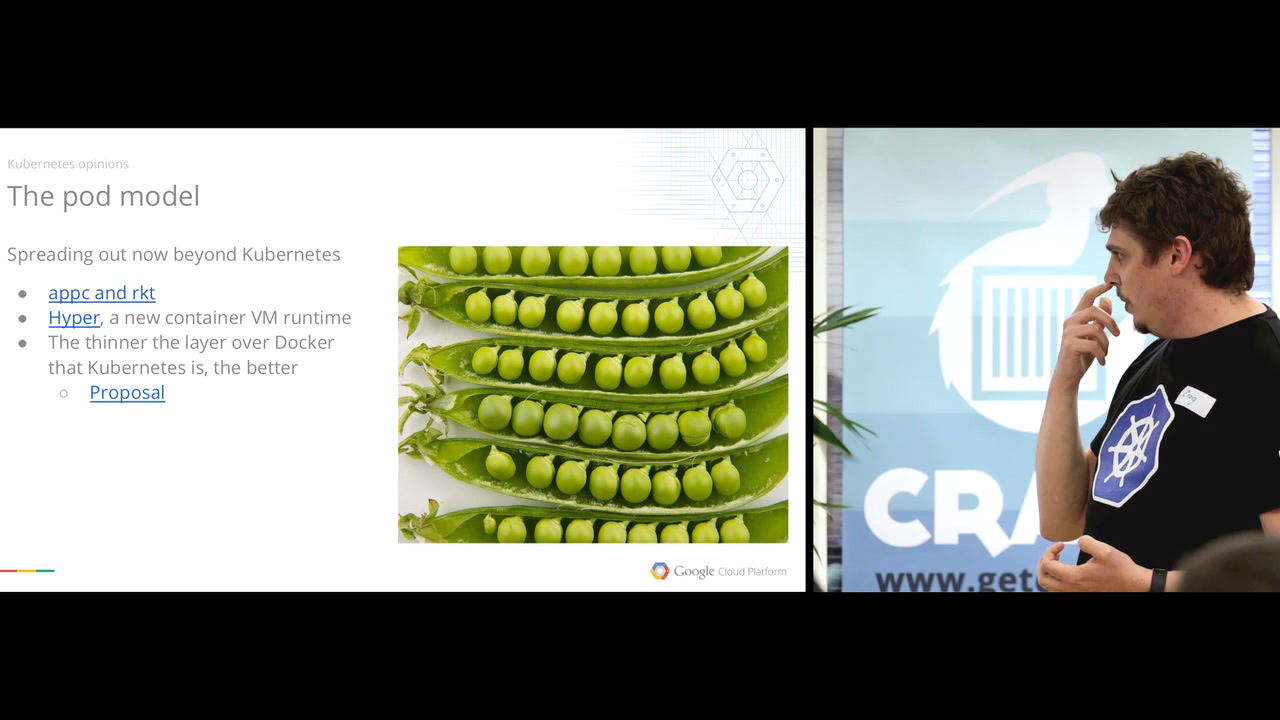 Kubernetes opinions
The pod model
Spreading out now beyond Kubernetes
● appc and rkt
● Hyper, a new container VM runtime
● The thinner the layer over Docker
that Kubernetes is, the better
○ Proposal
Google Cloud Platform
CRA
www.get